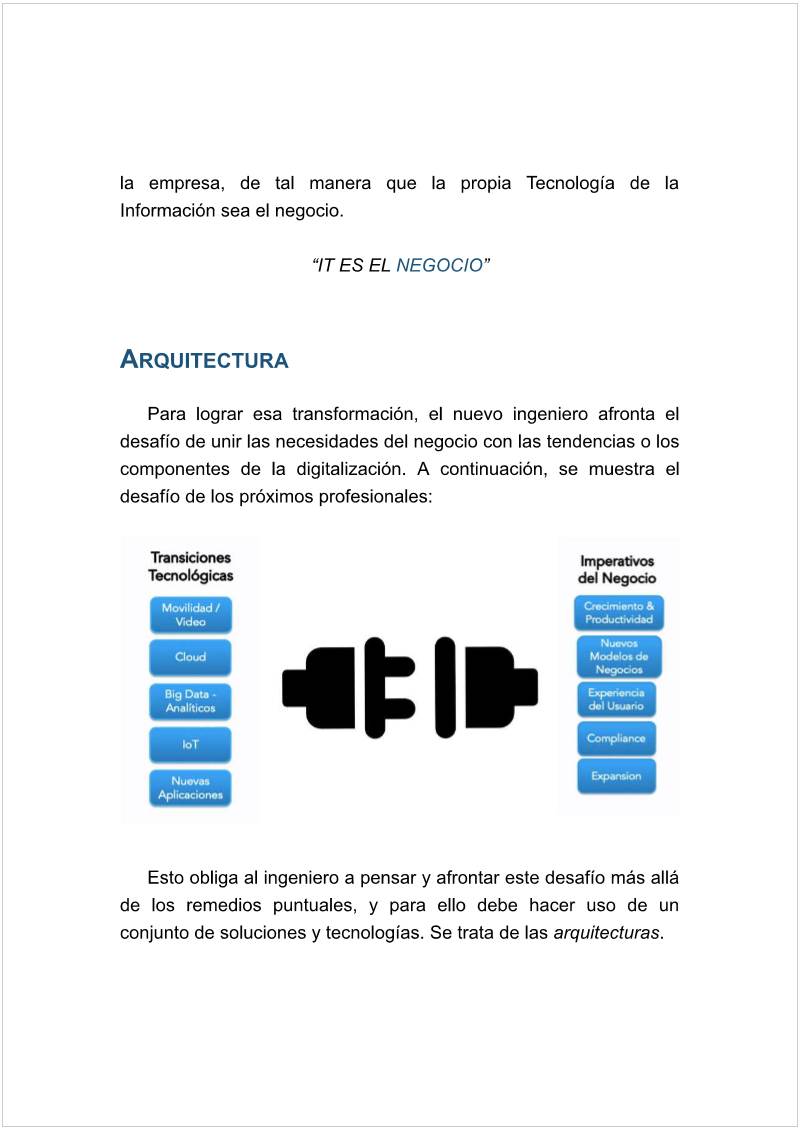 la empresa, de tal manera que la propia Tecnología de la
Información sea el negocio.
“IT ES EL NEGOCIO”
ARQUITECTURA
Para lograr esa transformación, el nuevo ingeniero afronta el
desafío de unir las necesidades del negocio con las tendencias o los
componentes de la digitalización. A continuación, se muestra el
desafío de los próximos profesionales:
Transiciones
Tecnológicas
Movilidad /
Video
Cloud
Big Data -
Analíticos
IoT
Nuevas
Aplicaciones
Imperativos
del Negocio
Crecimiento &
Productividad
Nuevos
Modelos de
Negocios
Experiencia
del Usuario
Compliance
Expansion
Esto obliga al ingeniero a pensar y afrontar este desafío más allá
de los remedios puntuales, y para ello debe hacer uso de un
conjunto de soluciones y tecnologías. Se trata de las arquitecturas.